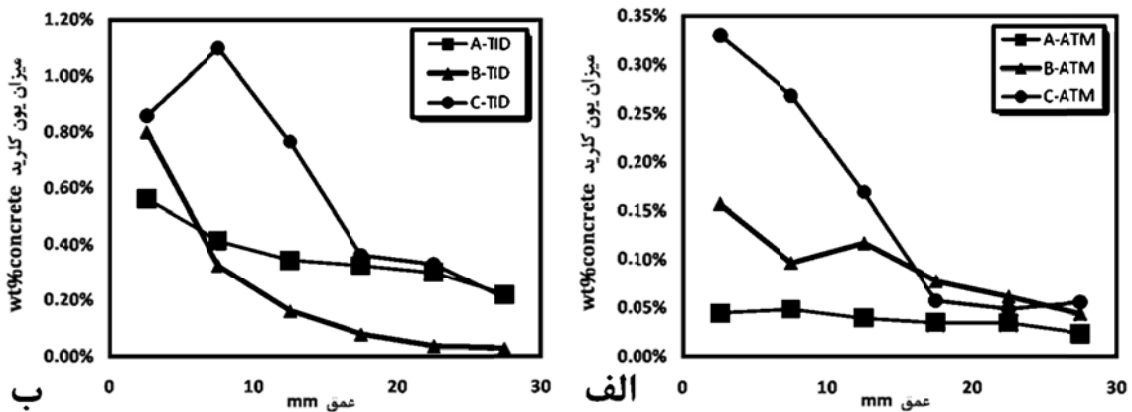 1.20%
1.00%
0.80%
0.60%
0.40%
0.20%
0.00%
میزان یون کلرید wt%concrete
A-TID
B-TID
C-TID
0 10 20 30
عمق mm
ب
0.35%
0.30%
0.25%
0.20%
0.15%
0.10%
0.05%
0.00%
میزان یون کلرید wt%concrete
A-ATM
B-ATM
C-ATM
0 10 20 30
عمق mm
الف